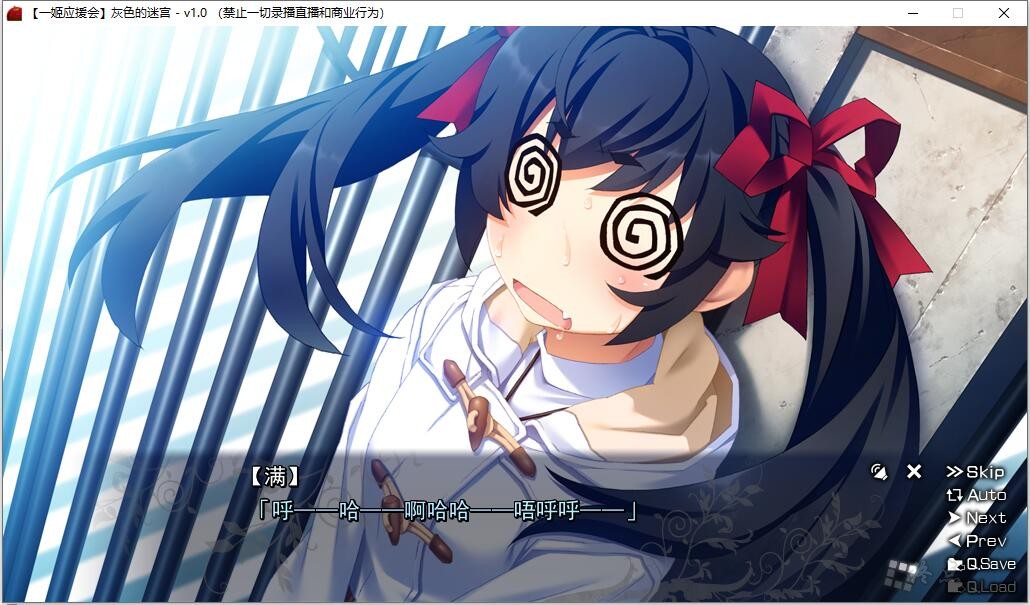 【一姬应援会】灰色的迷宫 - v1.0 （禁止一切录播直播和商业行为）
【满】
「呼——哈——啊哈哈——唔呼呼——」
Skip
Auto
Next
Prev
Q.Save
Q.Load